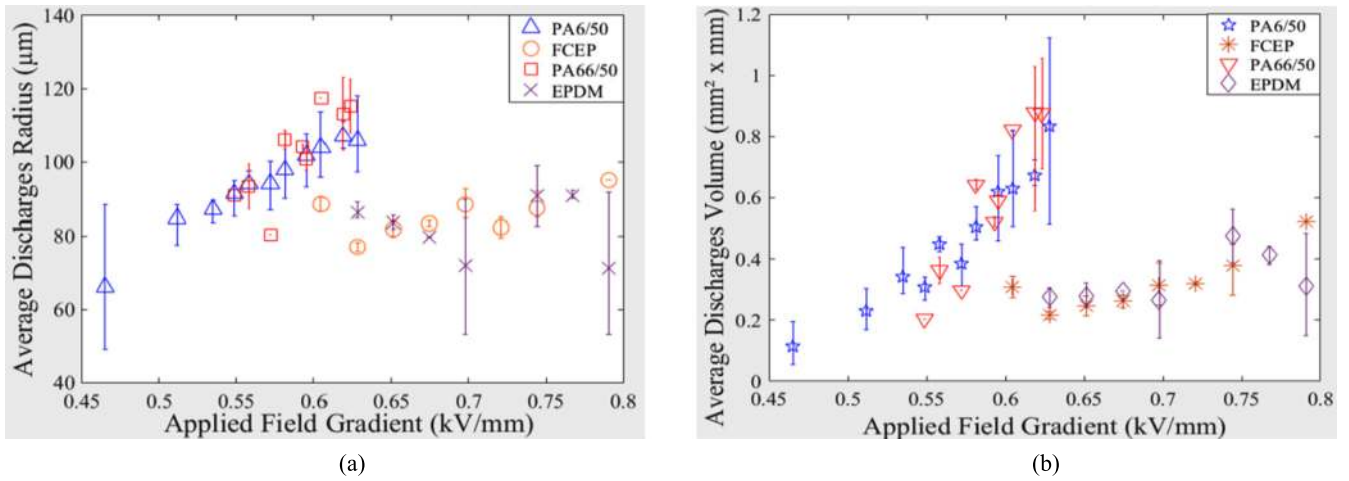 140
120
100
80
60
40
Average Discharges Radius (µm)
PA6/50
FCEP
PA66/50
EPDM
0.45 0.5 0.55 0.6 0.65 0.7 0.75 0.8
Applied Field Gradient (kV/mm)
(a)
1.2
1
0.8
0.6
0.4
0.2
0
Average Discharges Volume (mm² x mm)
PA6/50
FCEP
PA66/50
EPDM
0.45 0.5 0.55 0.6 0.65 0.7 0.75 0.8
Applied Field Gradient (kV/mm)
(b)